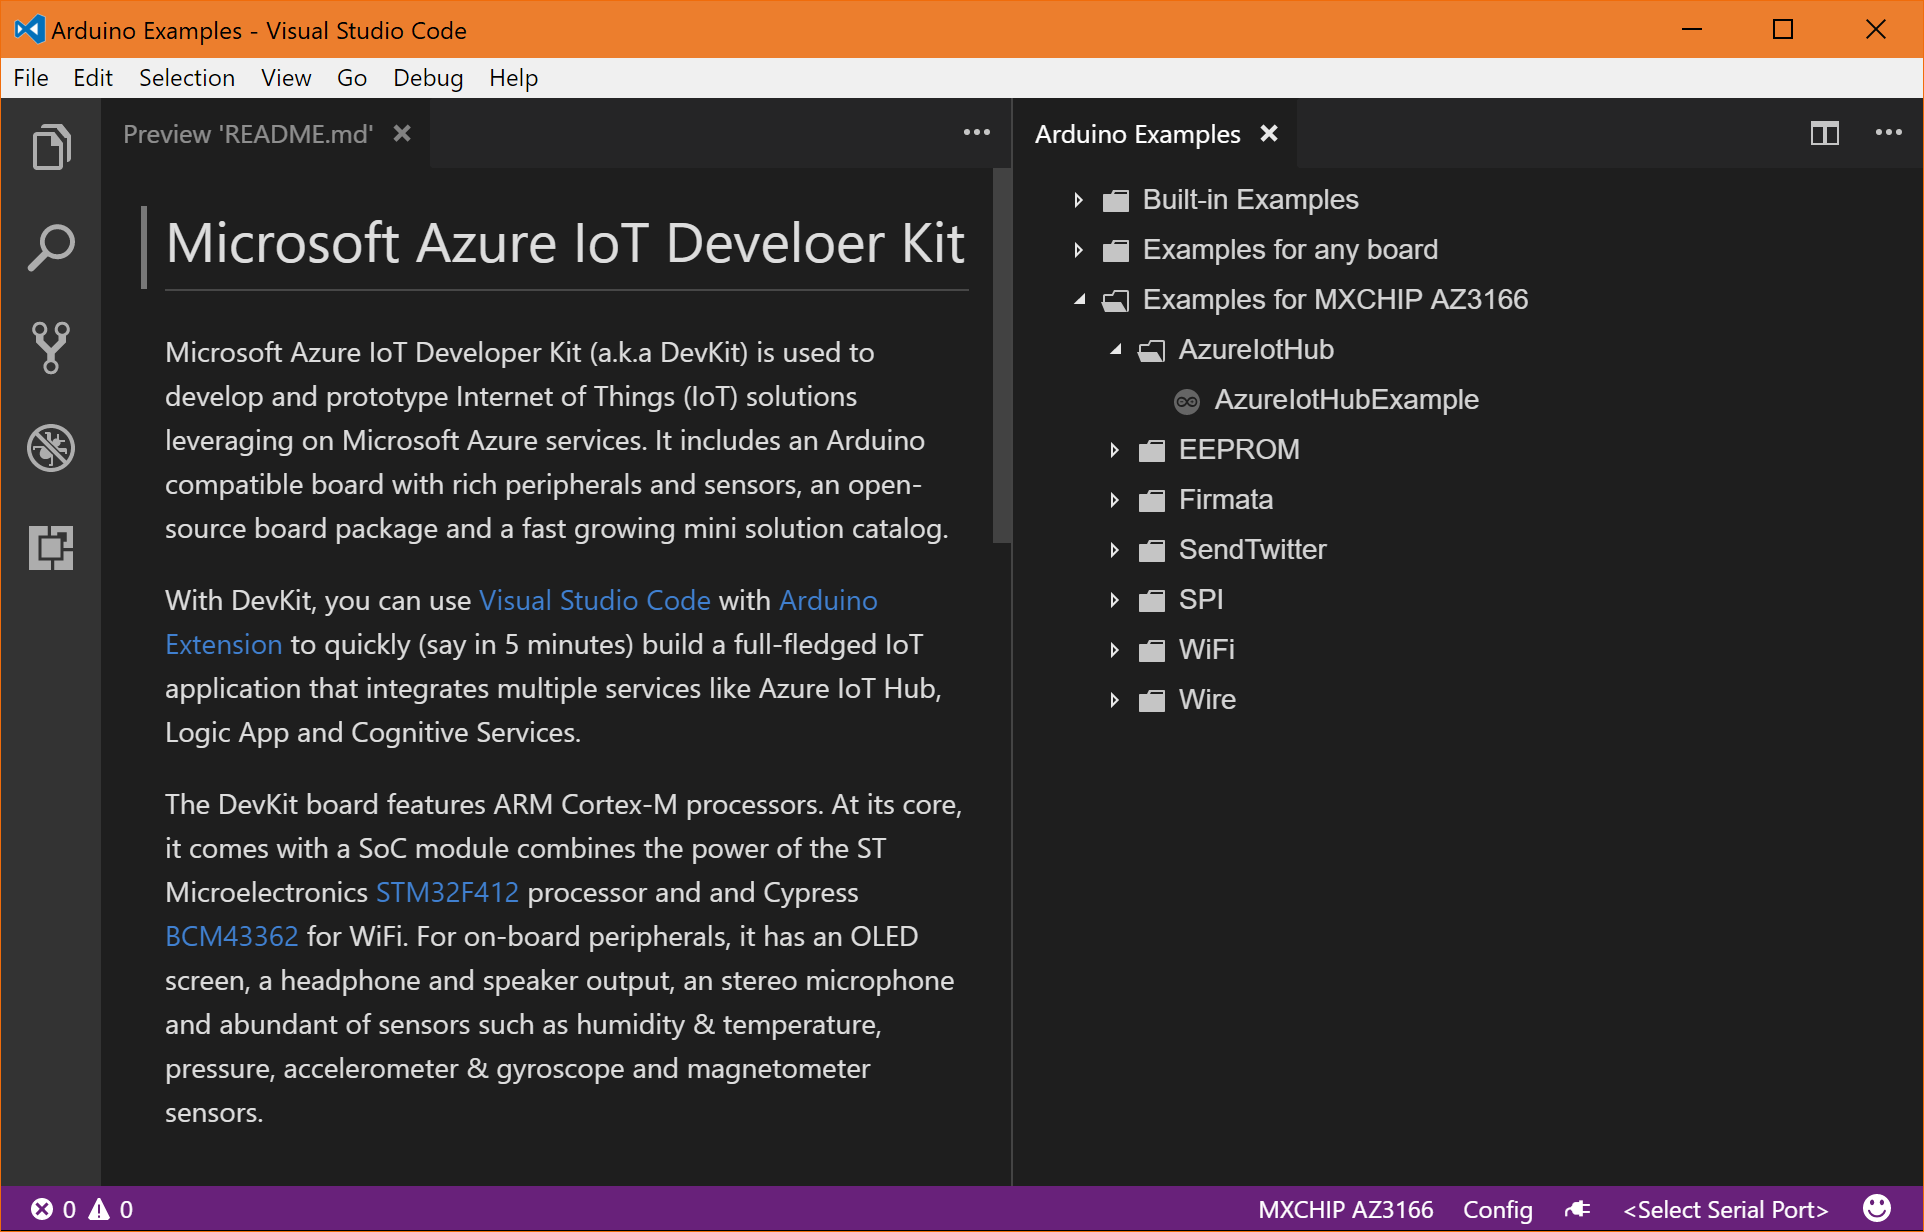 Arduino Examples - Visual Studio Code
File Edit Selection View Go Debug Help
Preview 'README.md'
Microsoft Azure IoT Develoer Kit
Microsoft Azure IoT Developer Kit (a.k.a DevKit) is used to
develop and prototype Internet of Things (IoT) solutions
leveraging on Microsoft Azure services. It includes an Arduino
compatible board with rich peripherals and sensors, an open-
source board package and a fast growing mini solution catalog.
With DevKit, you can use Visual Studio Code with Arduino
Extension to quickly (say in 5 minutes) build a full-fledged IoT
application that integrates multiple services like Azure IoT Hub,
Logic App and Cognitive Services.
The DevKit board features ARM Cortex-M processors. At its core,
it comes with a SoC module combines the power of the ST
Microelectronics STM32F412 processor and and Cypress
BCM43362 for WiFi. For on-board peripherals, it has an OLED
screen, a headphone and speaker output, an stereo microphone
and abundant of sensors such as humidity & temperature,
pressure, accelerometer & gyroscope and magnetometer
sensors.
Arduino Examples
Built-in Examples
Examples for any board
Examples for MXCHIP AZ3166
AzureIotHub
AzureIotHubExample
EEPROM
Firmata
SendTwitter
SPI
WiFi
Wire
0 0
MXCHIP AZ3166 Config <Select Serial Port>